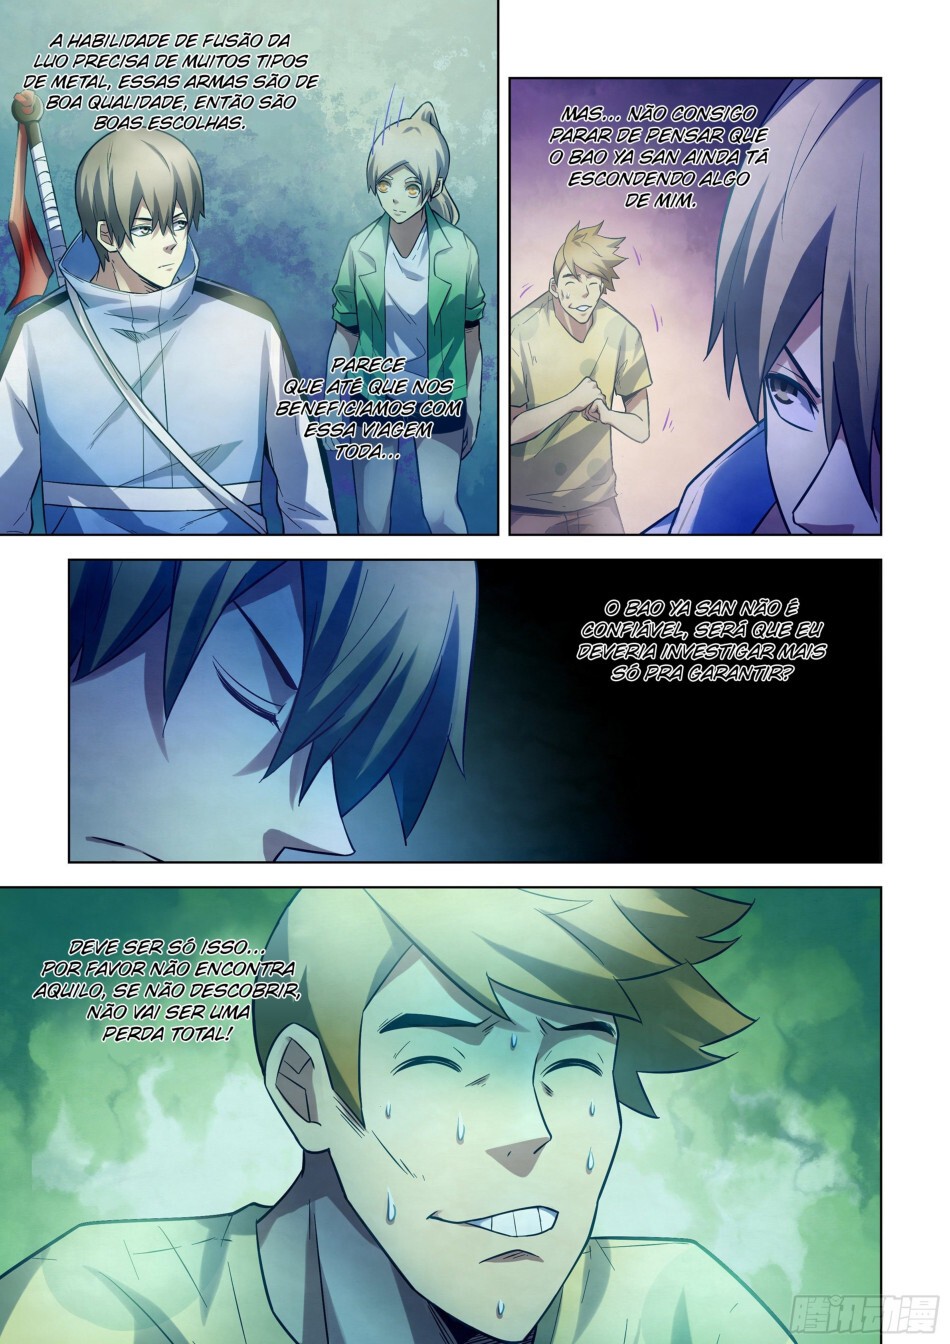 A HABILIDADE DE FUSÃO DA
LUO PRECISA DE MUITOS TIPOS
DE METAL, ESSAS ARMAS SÃO DE
BOA QUALIDADE, ENTÃO SÃO
BOAS ESCOLHAS.
PARECE
QUE ATÉ QUE NOS
BENEFICIAMOS COM
ESSA VIAGEM
TODA...
MAS... NÃO CONSIGO
PARAR DE PENSAR QUE
O BAO YA SAN AINDA TÁ
ESCONDENDO ALGO
DE MIM.
O BAO YA SAN NÃO É
CONFIÁVEL, SERÁ QUE EU
DEVERIA INVESTIGAR MAIS
SÓ PRA GARANTIR?
DEVE SER SÓ ISSO...
POR FAVOR NÃO ENCONTRA
AQUILO, SE NÃO DESCOBRIR,
NÃO VAI SER UMA
PERDA TOTAL!
腾讯动漫